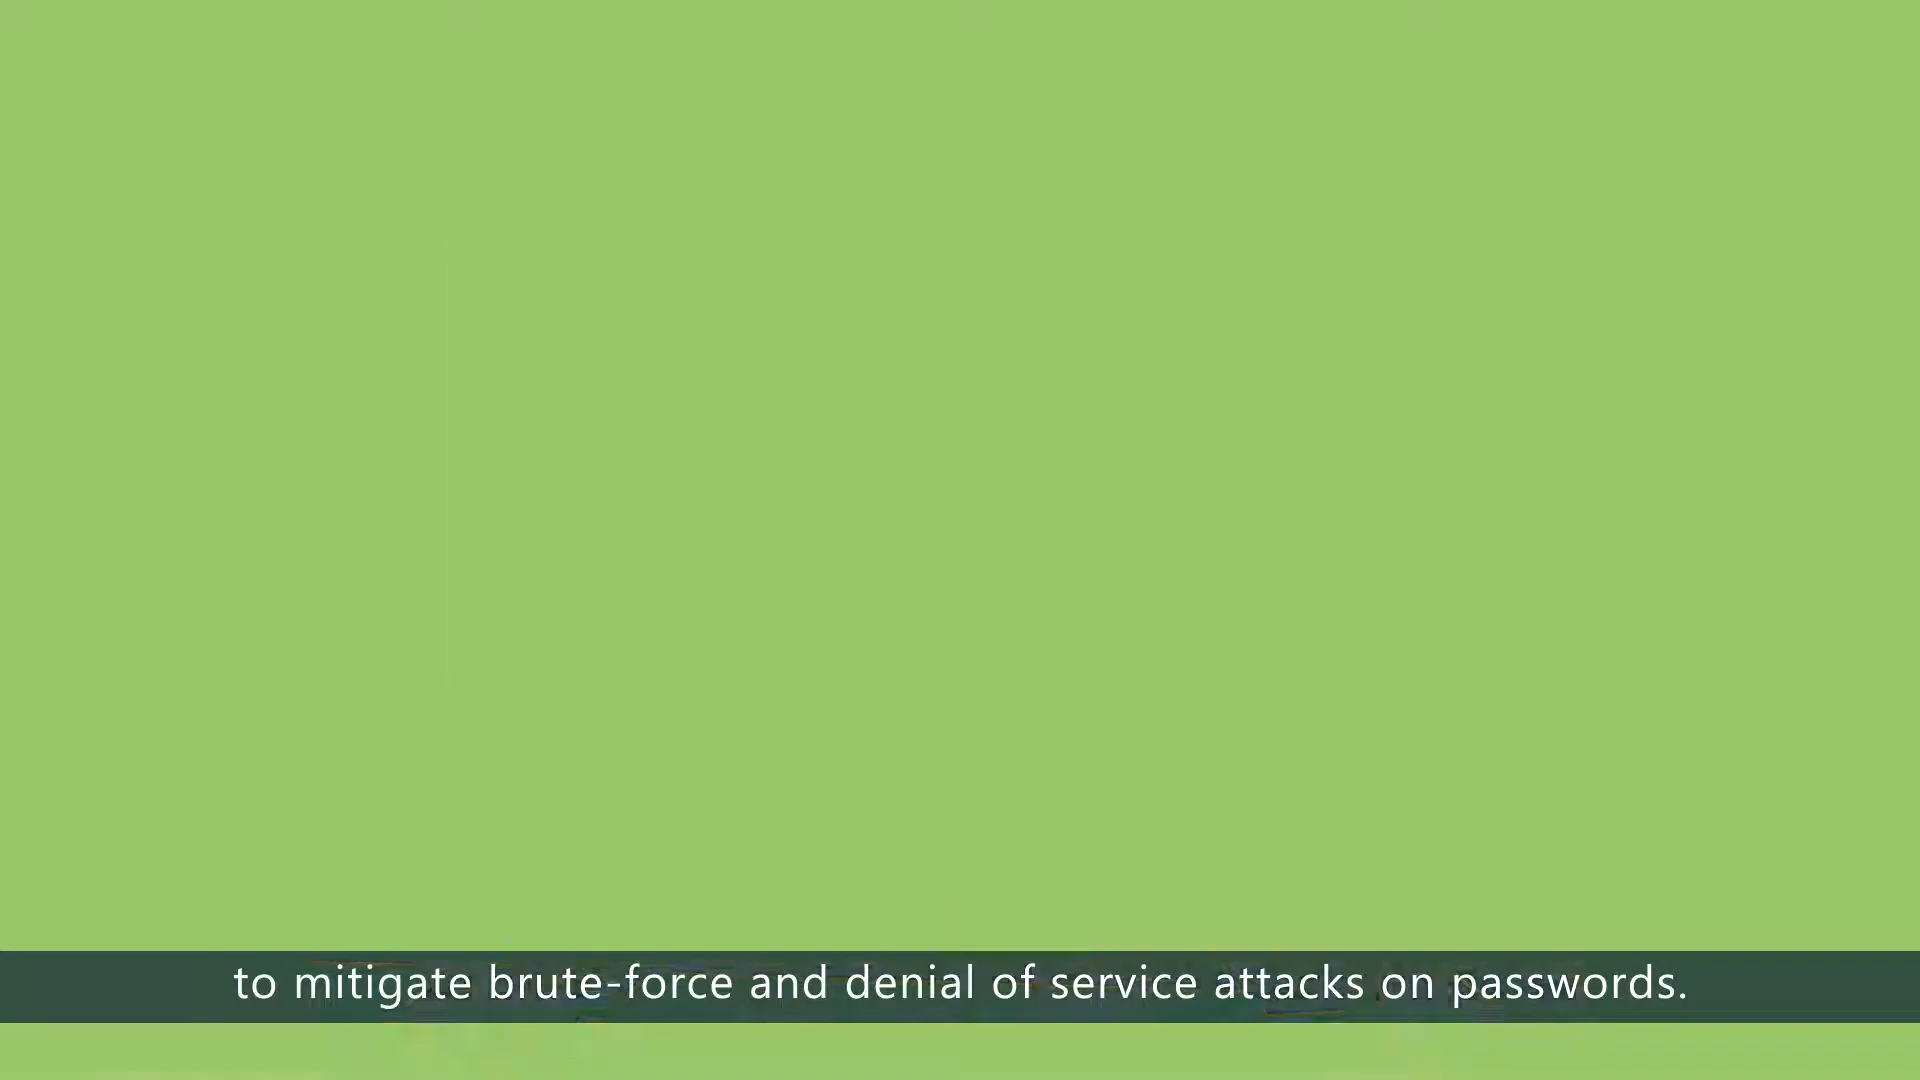 to mitigate brute-force and denial of service attacks on passwords.